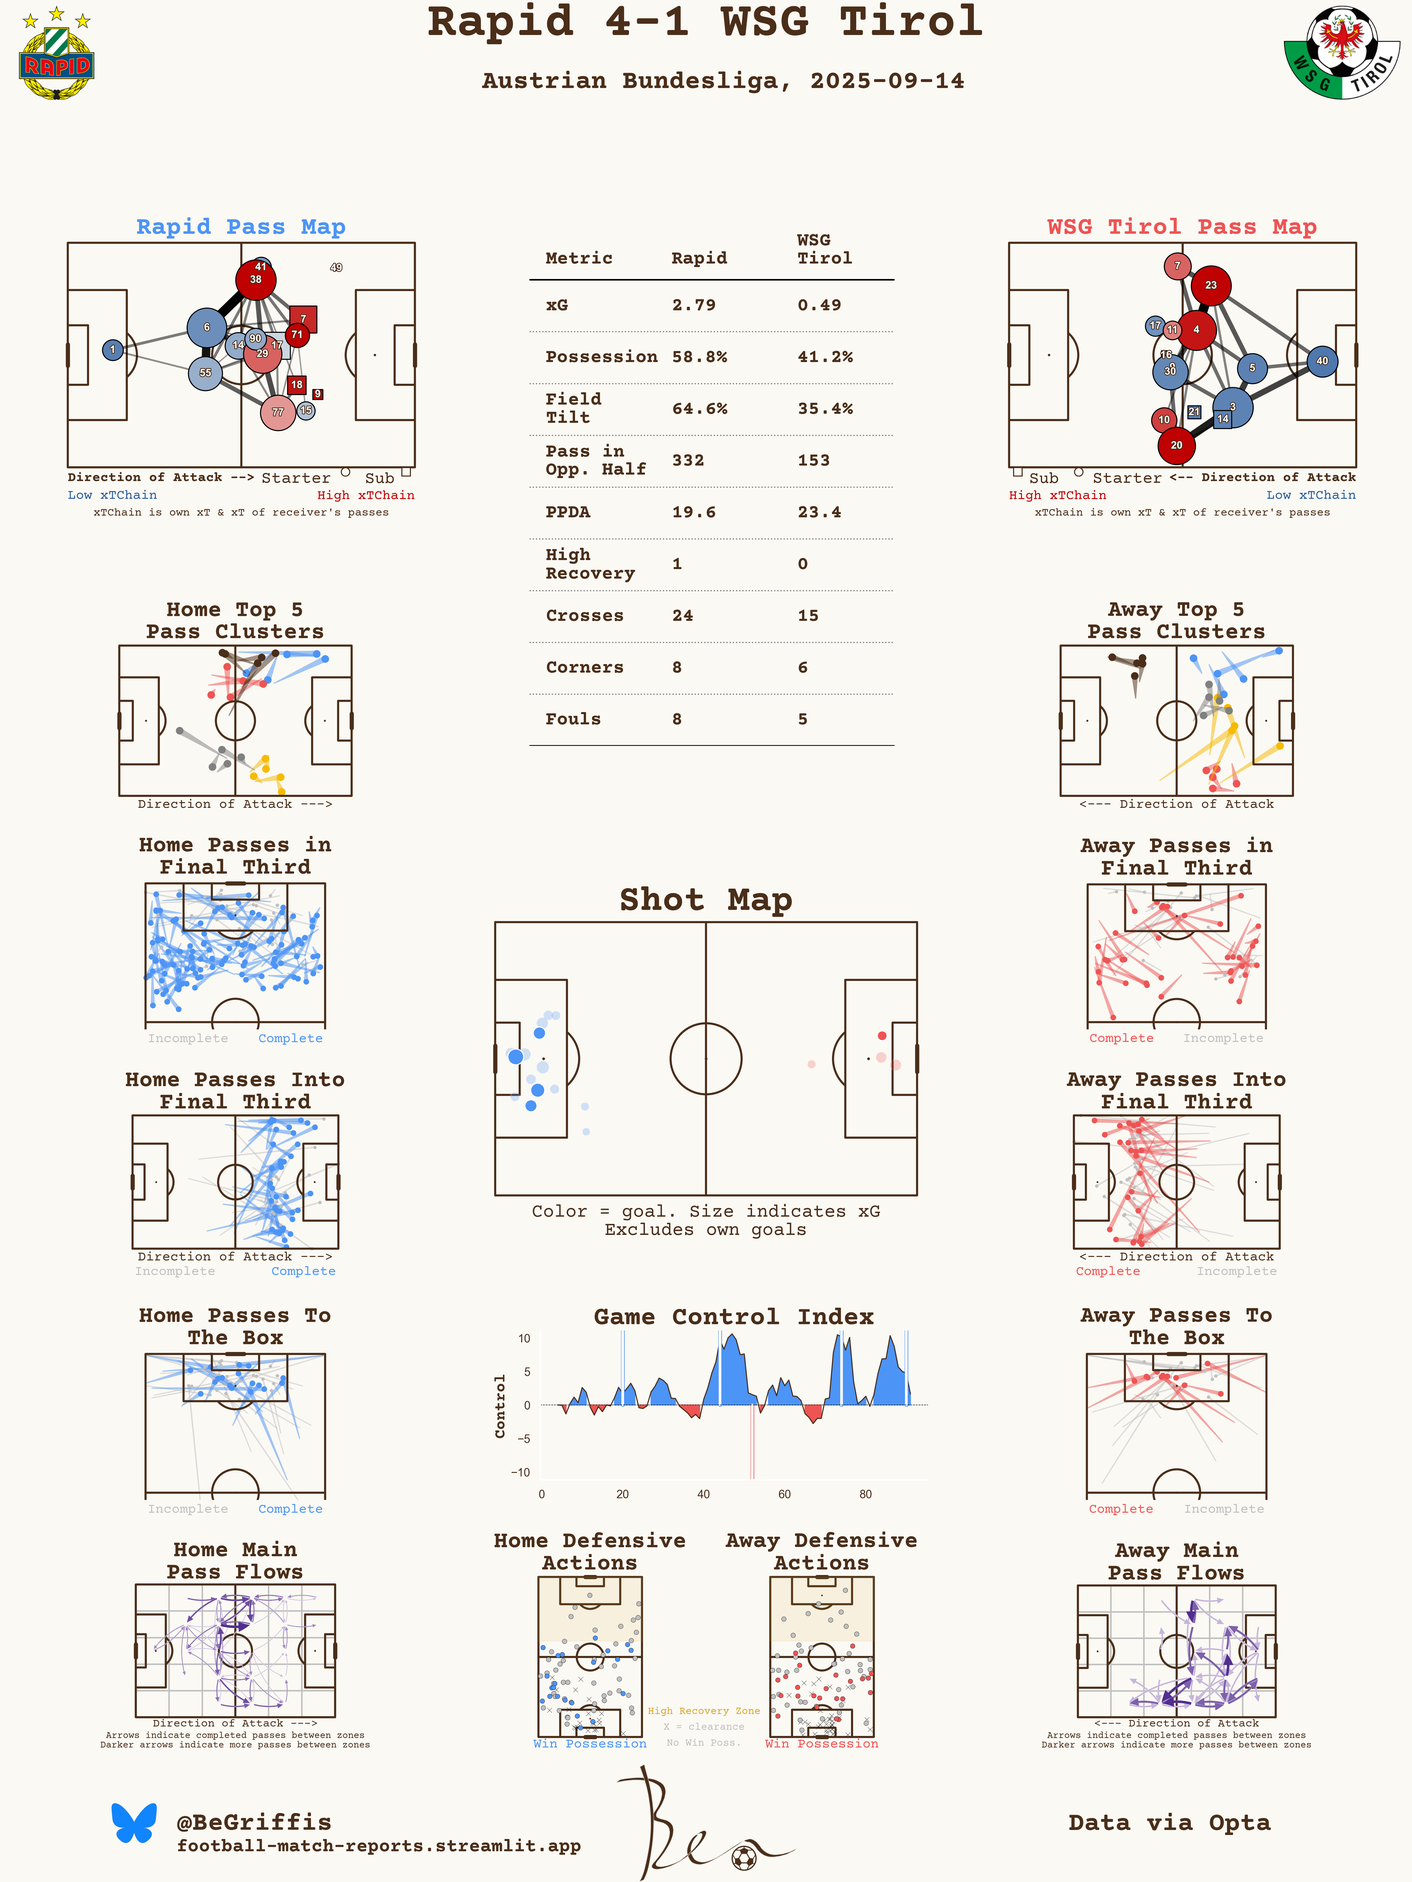 Rapid 4-1 WSG Tirol
Austrian Bundesliga, 2025-09-14
RAPID
WSG TIROL
Rapid Pass Map
41
38
49
7
71
6
14
90
17
29
1
55
18
9
77
15
Direction of Attack --> Starter Sub
Low xTChain High xTChain
xTChain is own xT & xT of receiver's passes
Metric Rapid WSG
Tirol
xG 2.79 0.49
Possession 58.8% 41.2%
Field
Tilt 64.6% 35.4%
Pass in
Opp. Half 332 153
PPDA 19.6 23.4
High
Recovery 1 0
Crosses 24 15
Corners 8 6
Fouls 8 5
WSG Tirol Pass Map
7
23
17
11
4
16
30
5
40
3
21
14
10
20
Sub Starter <-- Direction of Attack
High xTChain Low xTChain
xTChain is own xT & xT of receiver's passes
Home Top 5
Pass Clusters
Direction of Attack --->
Away Top 5
Pass Clusters
<--- Direction of Attack
Home Passes in
Final Third
Incomplete Complete
Away Passes in
Final Third
Complete Incomplete
Shot Map
Color = goal. Size indicates xG
Excludes own goals
Home Passes Into
Final Third
Direction of Attack --->
Incomplete Complete
Away Passes Into
Final Third
<--- Direction of Attack
Complete Incomplete
Home Passes To
The Box
Incomplete Complete
Game Control Index
Control
10
5
0
−5
−10
0 20 40 60 80
Away Passes To
The Box
Complete Incomplete
Home Main
Pass Flows
Direction of Attack --->
Arrows indicate completed passes between zones
Darker arrows indicate more passes between zones
Home Defensive
Actions
Win Possession
High Recovery Zone
X = clearance
No Win Poss.
Away Defensive
Actions
Win Possession
Away Main
Pass Flows
<--- Direction of Attack
Arrows indicate completed passes between zones
Darker arrows indicate more passes between zones
@BeGriffis
football-match-reports.streamlit.app
Ben
Data via Opta